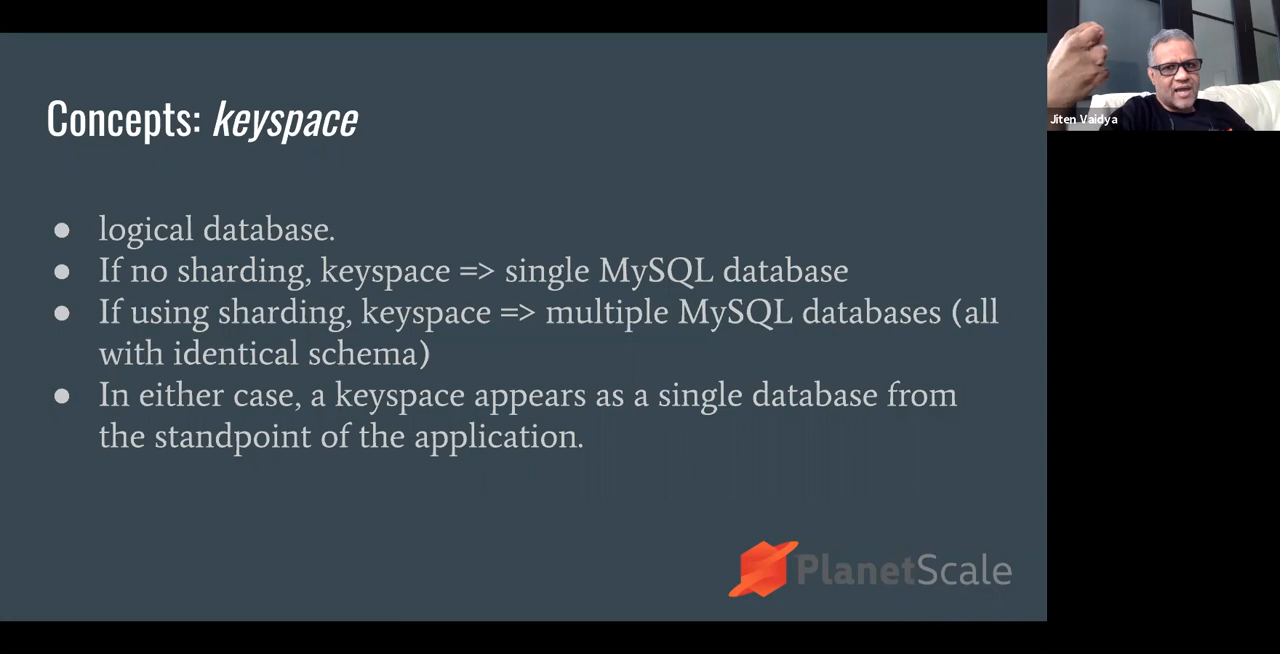 Concepts: keyspace
● logical database.
● If no sharding, keyspace => single MySQL database
● If using sharding, keyspace => multiple MySQL databases (all
with identical schema)
● In either case, a keyspace appears as a single database from
the standpoint of the application.
PlanetScale
Jiten Vaidya